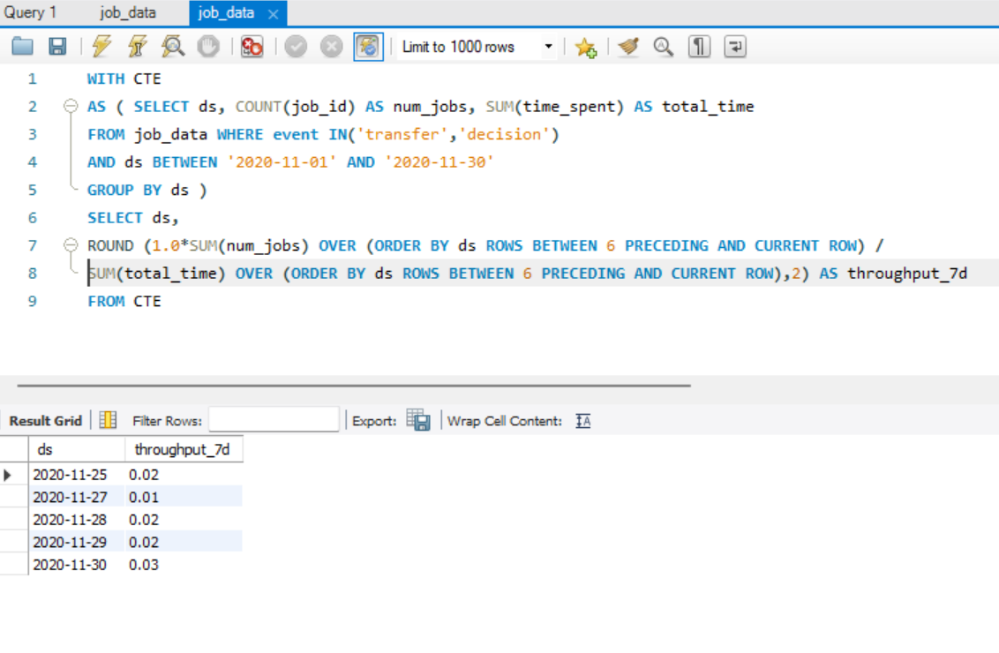 Query 1 job_data job_data
Limit to 1000 rows
1 WITH CTE
2 AS ( SELECT ds, COUNT(job_id) AS num_jobs, SUM(time_spent) AS total_time
3 FROM job_data WHERE event IN('transfer','decision')
4 AND ds BETWEEN '2020-11-01' AND '2020-11-30'
5 GROUP BY ds )
6 SELECT ds,
7 ROUND (1.0*SUM(num_jobs) OVER (ORDER BY ds ROWS BETWEEN 6 PRECEDING AND CURRENT ROW) /
8 SUM(total_time) OVER (ORDER BY ds ROWS BETWEEN 6 PRECEDING AND CURRENT ROW),2) AS throughput_7d
9 FROM CTE
Result Grid Filter Rows: Export: Wrap Cell Content:
ds throughput_7d
2020-11-25 0.02
2020-11-27 0.01
2020-11-28 0.02
2020-11-29 0.02
2020-11-30 0.03